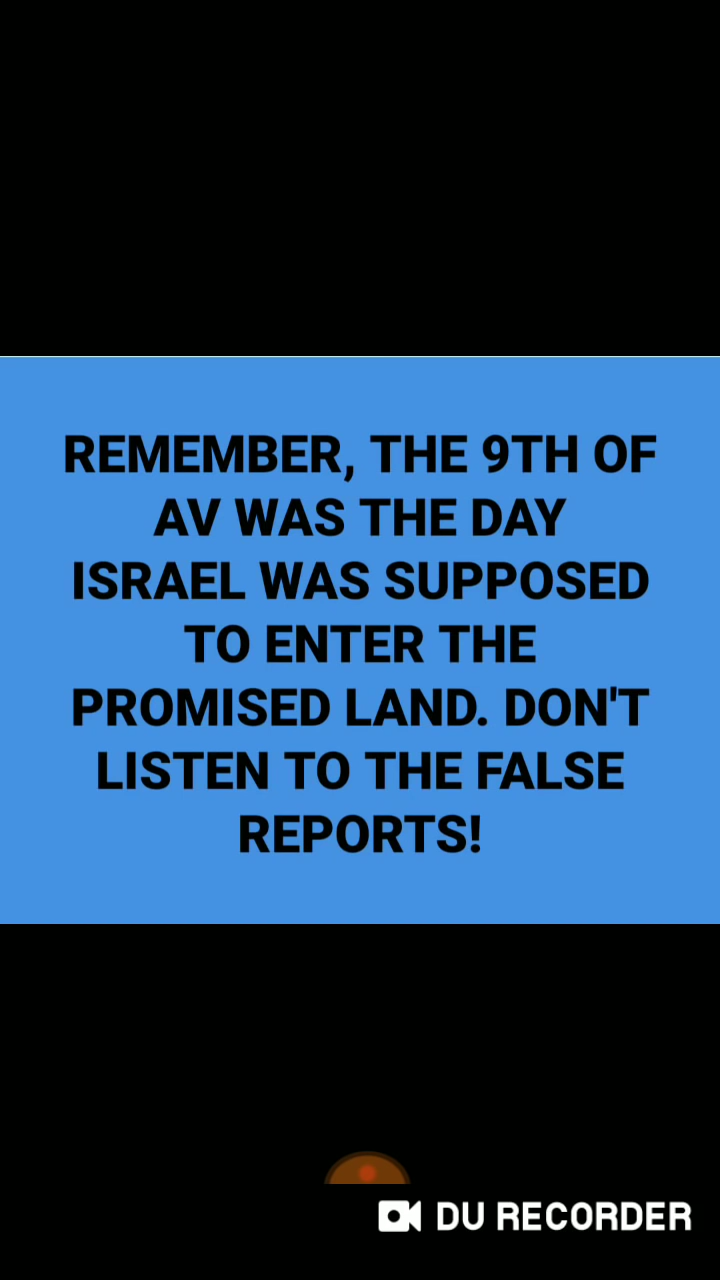 REMEMBER, THE 9TH OF
AV WAS THE DAY
ISRAEL WAS SUPPOSED
TO ENTER THE
PROMISED LAND. DON'T
LISTEN TO THE FALSE
REPORTS!
DU RECORDER